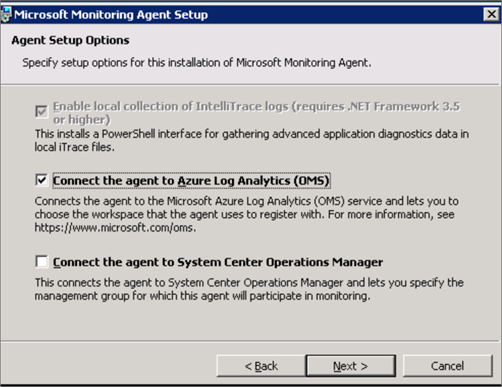 Microsoft Monitoring Agent Setup
Agent Setup Options
Specify setup options for this installation of Microsoft Monitoring Agent.
Enable local collection of IntelliTrace logs (requires .NET Framework 3.5
or higher)
This installs a PowerShell interface for gathering advanced application diagnostics data in
local iTrace files.
Connect the agent to Azure Log Analytics (OMS)
Connects the agent to the Microsoft Azure Log Analytics (OMS) service and lets you to
choose the workspace that the agent uses to register with. For more information, see
https://www.microsoft.com/oms.
Connect the agent to System Center Operations Manager
This connects the agent to System Center Operations Manager and lets you specify the
management group for which this agent will participate in monitoring.
< Back
Next >
Cancel